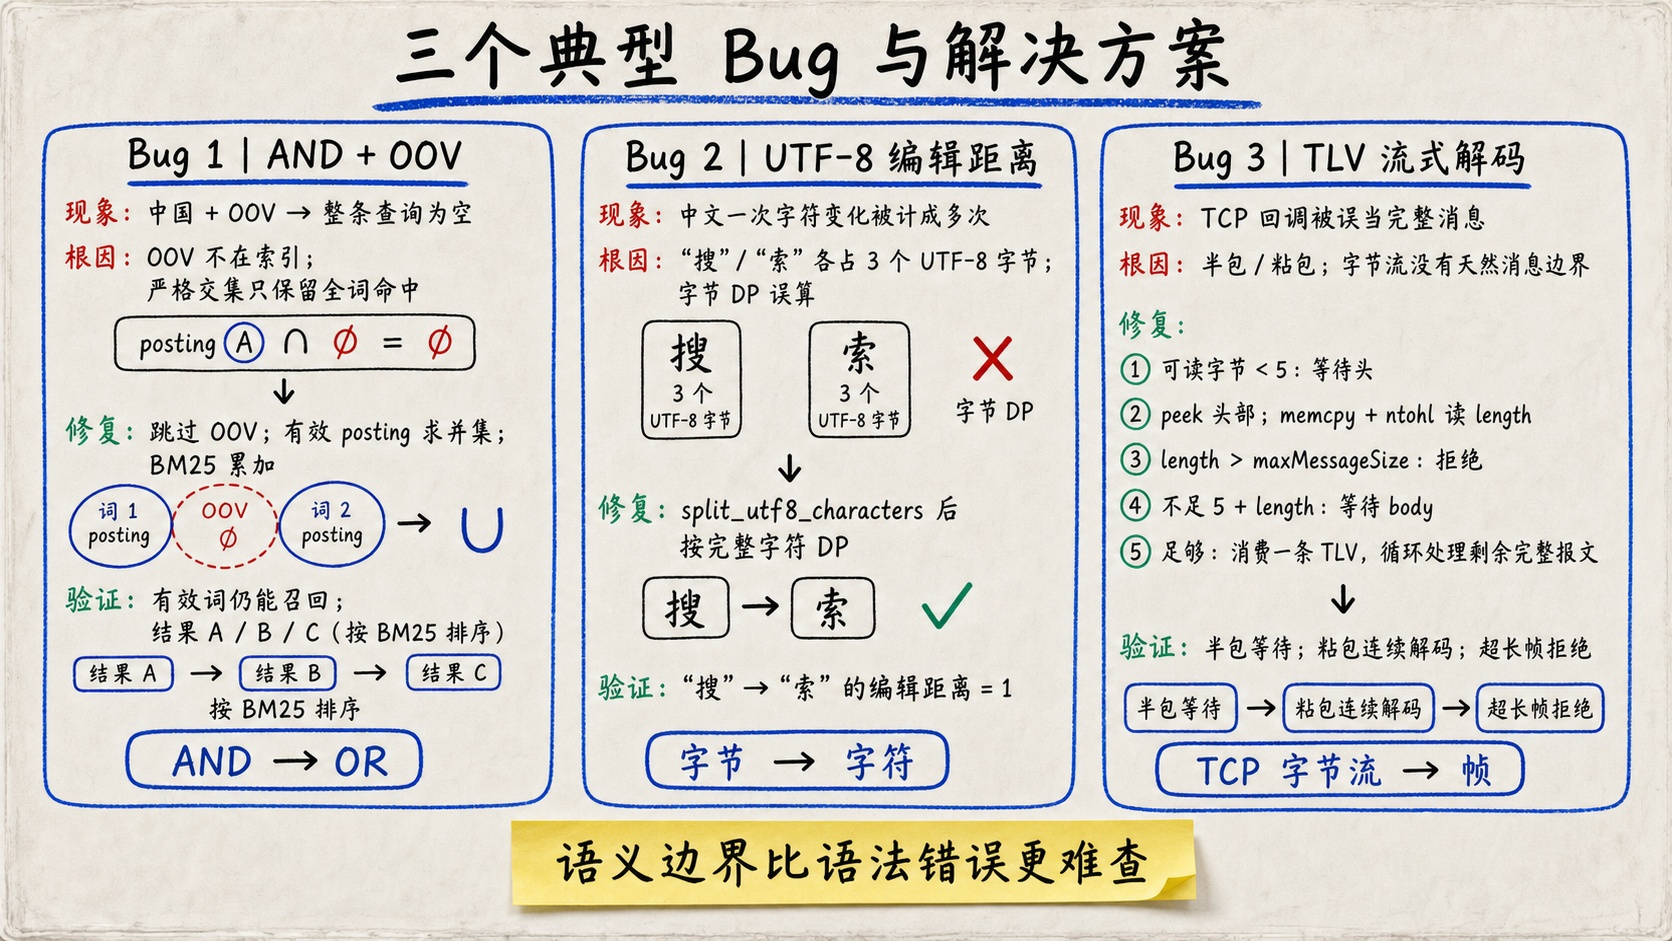 三个典型 Bug 与解决方案
Bug 1 | AND + OOV
现象：中国 + OOV → 整条查询为空
根因：OOV 不在索引；
严格交集只保留全词命中
posting A ∩ ∅ = ∅
↓
修复：跳过 OOV；有效 posting 求并集；
BM25 累加
词 1
posting
OOV
∅
词 2
posting
→ ∪
验证：有效词仍能召回；
结果 A / B / C（按 BM25 排序）
结果 A → 结果 B → 结果 C
按 BM25 排序
AND → OR
Bug 2 | UTF-8 编辑距离
现象：中文一次字符变化被计成多次
根因：“搜” / “索” 各占 3 个 UTF-8 字节；
字节 DP 误算
搜
3 个
UTF-8 字节
索
3 个
UTF-8 字节
字节 DP
↓
修复：split_utf8_characters 后
按完整字符 DP
搜 → 索
验证：“搜” → “索” 的编辑距离 = 1
字节 → 字符
Bug 3 | TLV 流式解码
现象：TCP 回调被误当完整消息
根因：半包 / 粘包；字节流没有天然消息边界
修复：
① 可读字节 < 5：等待头
② peek 头部；memcpy + ntohl 读 length
③ length > maxMessageSize：拒绝
④ 不足 5 + length：等待 body
⑤ 足够：消费一条 TLV，循环处理剩余完整报文
↓
验证：半包等待；粘包连续解码；超长帧拒绝
半包等待 → 粘包连续解码 → 超长帧拒绝
TCP 字节流 → 帧
语义边界比语法错误更难查